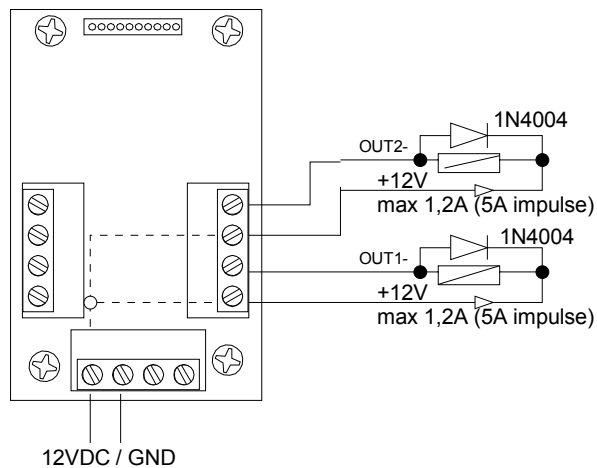 1N4004
OUT2-
+12V
max 1,2A (5A impulse)
1N4004
OUT1-
+12V
max 1,2A (5A impulse)
12VDC / GND